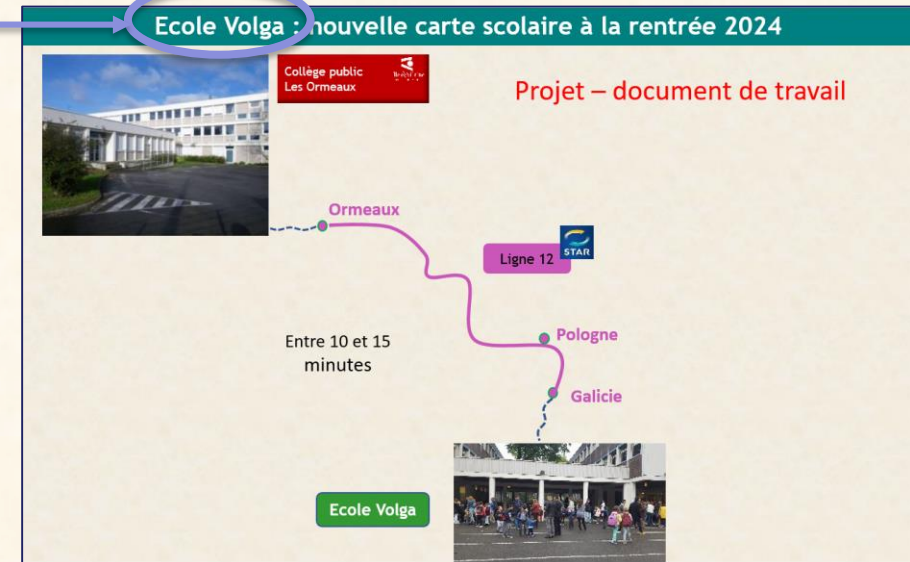 Ecole Volga : nouvelle carte scolaire à la rentrée 2024
Collège public
Les Ormeaux
Projet – document de travail
Ormeaux
Ligne 12
STAR
Entre 10 et 15
minutes
Pologne
Galicie
Ecole Volga